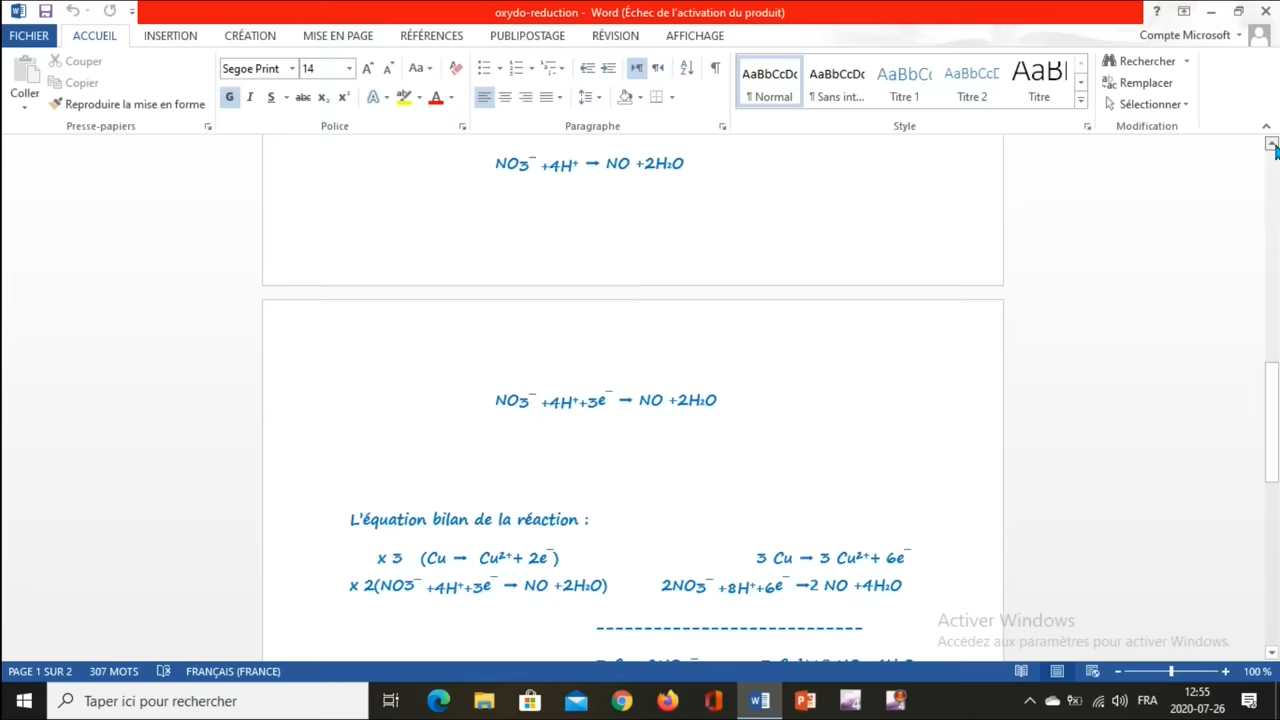 oxydo-reduction - Word (Échec de l'activation du produit)
?
FICHIER ACCUEIL INSERTION CRÉATION MISE EN PAGE RÉFÉRENCES PUBLIPOSTAGE RÉVISION AFFICHAGE Compte Microsoft
Coller
Couper
Copier
Reproduire la mise en forme
Presse-papiers
Segoe Print 14
Aa
G I S abc x₂ x² A A
Police
Paragraphe
AaBbCcDc AaBbCcDc AaBbCc AaBbCcC AaBl
¶ Normal ¶ Sans int... Titre 1 Titre 2 Titre
Style
Rechercher
Remplacer
Sélectionner
Modification
NO3⁻ +4H⁺ → NO +2H₂O
NO3⁻ +4H⁺+3e⁻ → NO +2H₂O
L'équation bilan de la réaction :
x 3 (Cu → Cu²⁺+ 2e⁻) 3 Cu → 3 Cu²⁺+ 6e⁻
x 2(NO3⁻ +4H⁺+3e⁻ → NO +2H₂O) 2NO3⁻ +8H⁺+6e⁻ →2 NO +4H₂O
---------------------------
Activer Windows
Accédez aux paramètres pour activer Windows.
PAGE 1 SUR 2 307 MOTS FRANÇAIS (FRANCE) 100 %
Taper ici pour rechercher
FRA
12:55
2020-07-26